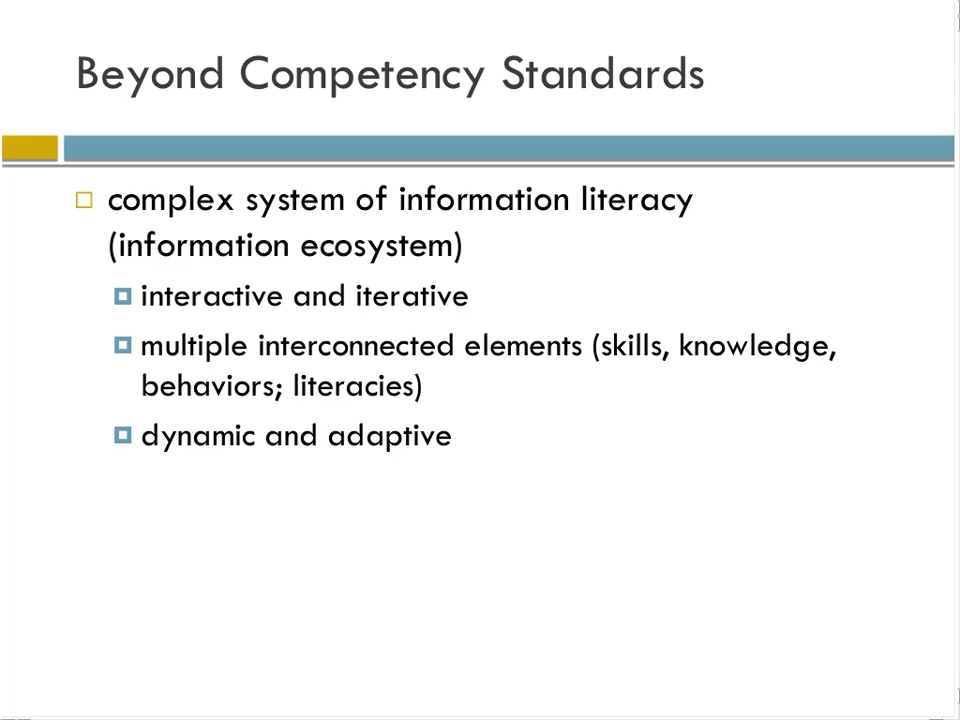 Beyond Competency Standards
complex system of information literacy
(information ecosystem)
interactive and iterative
multiple interconnected elements (skills, knowledge,
behaviors; literacies)
dynamic and adaptive